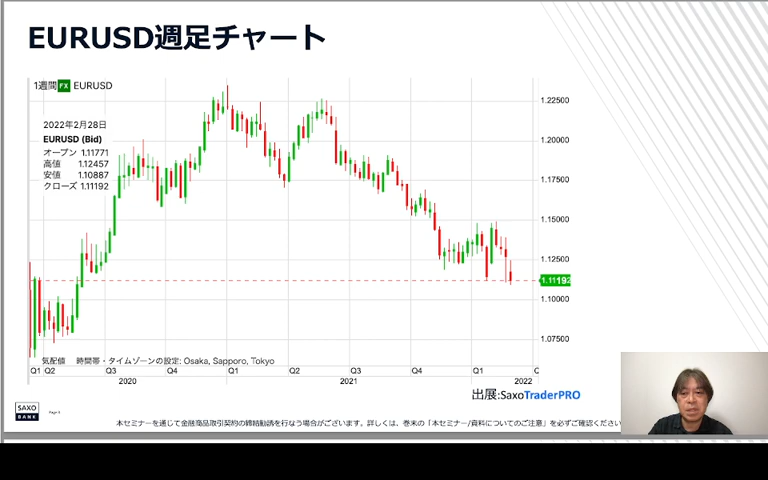 EURUSD週足チャート
1週間 FX EURUSD
2022年2月28日
EURUSD (Bid)
オープン 1.11771
高値 1.12457
安値 1.10887
クローズ 1.11192
1.22500
1.20000
1.17500
1.15000
1.12500
1.11192
1.10000
1.07500
気配値 時間帯・タイムゾーンの設定: Osaka, Sapporo, Tokyo
Q1 Q2 Q3 Q4 Q1 Q2 Q3 Q4 Q1
2020 2021 2022
出展:SaxoTraderPRO
SAXO
BANK
本セミナーを通じて金融商品取引契約の締結勧誘を行なう場合がございます。詳しくは、巻末の「本セミナー/資料についてのご注意」を必ずご確認ください